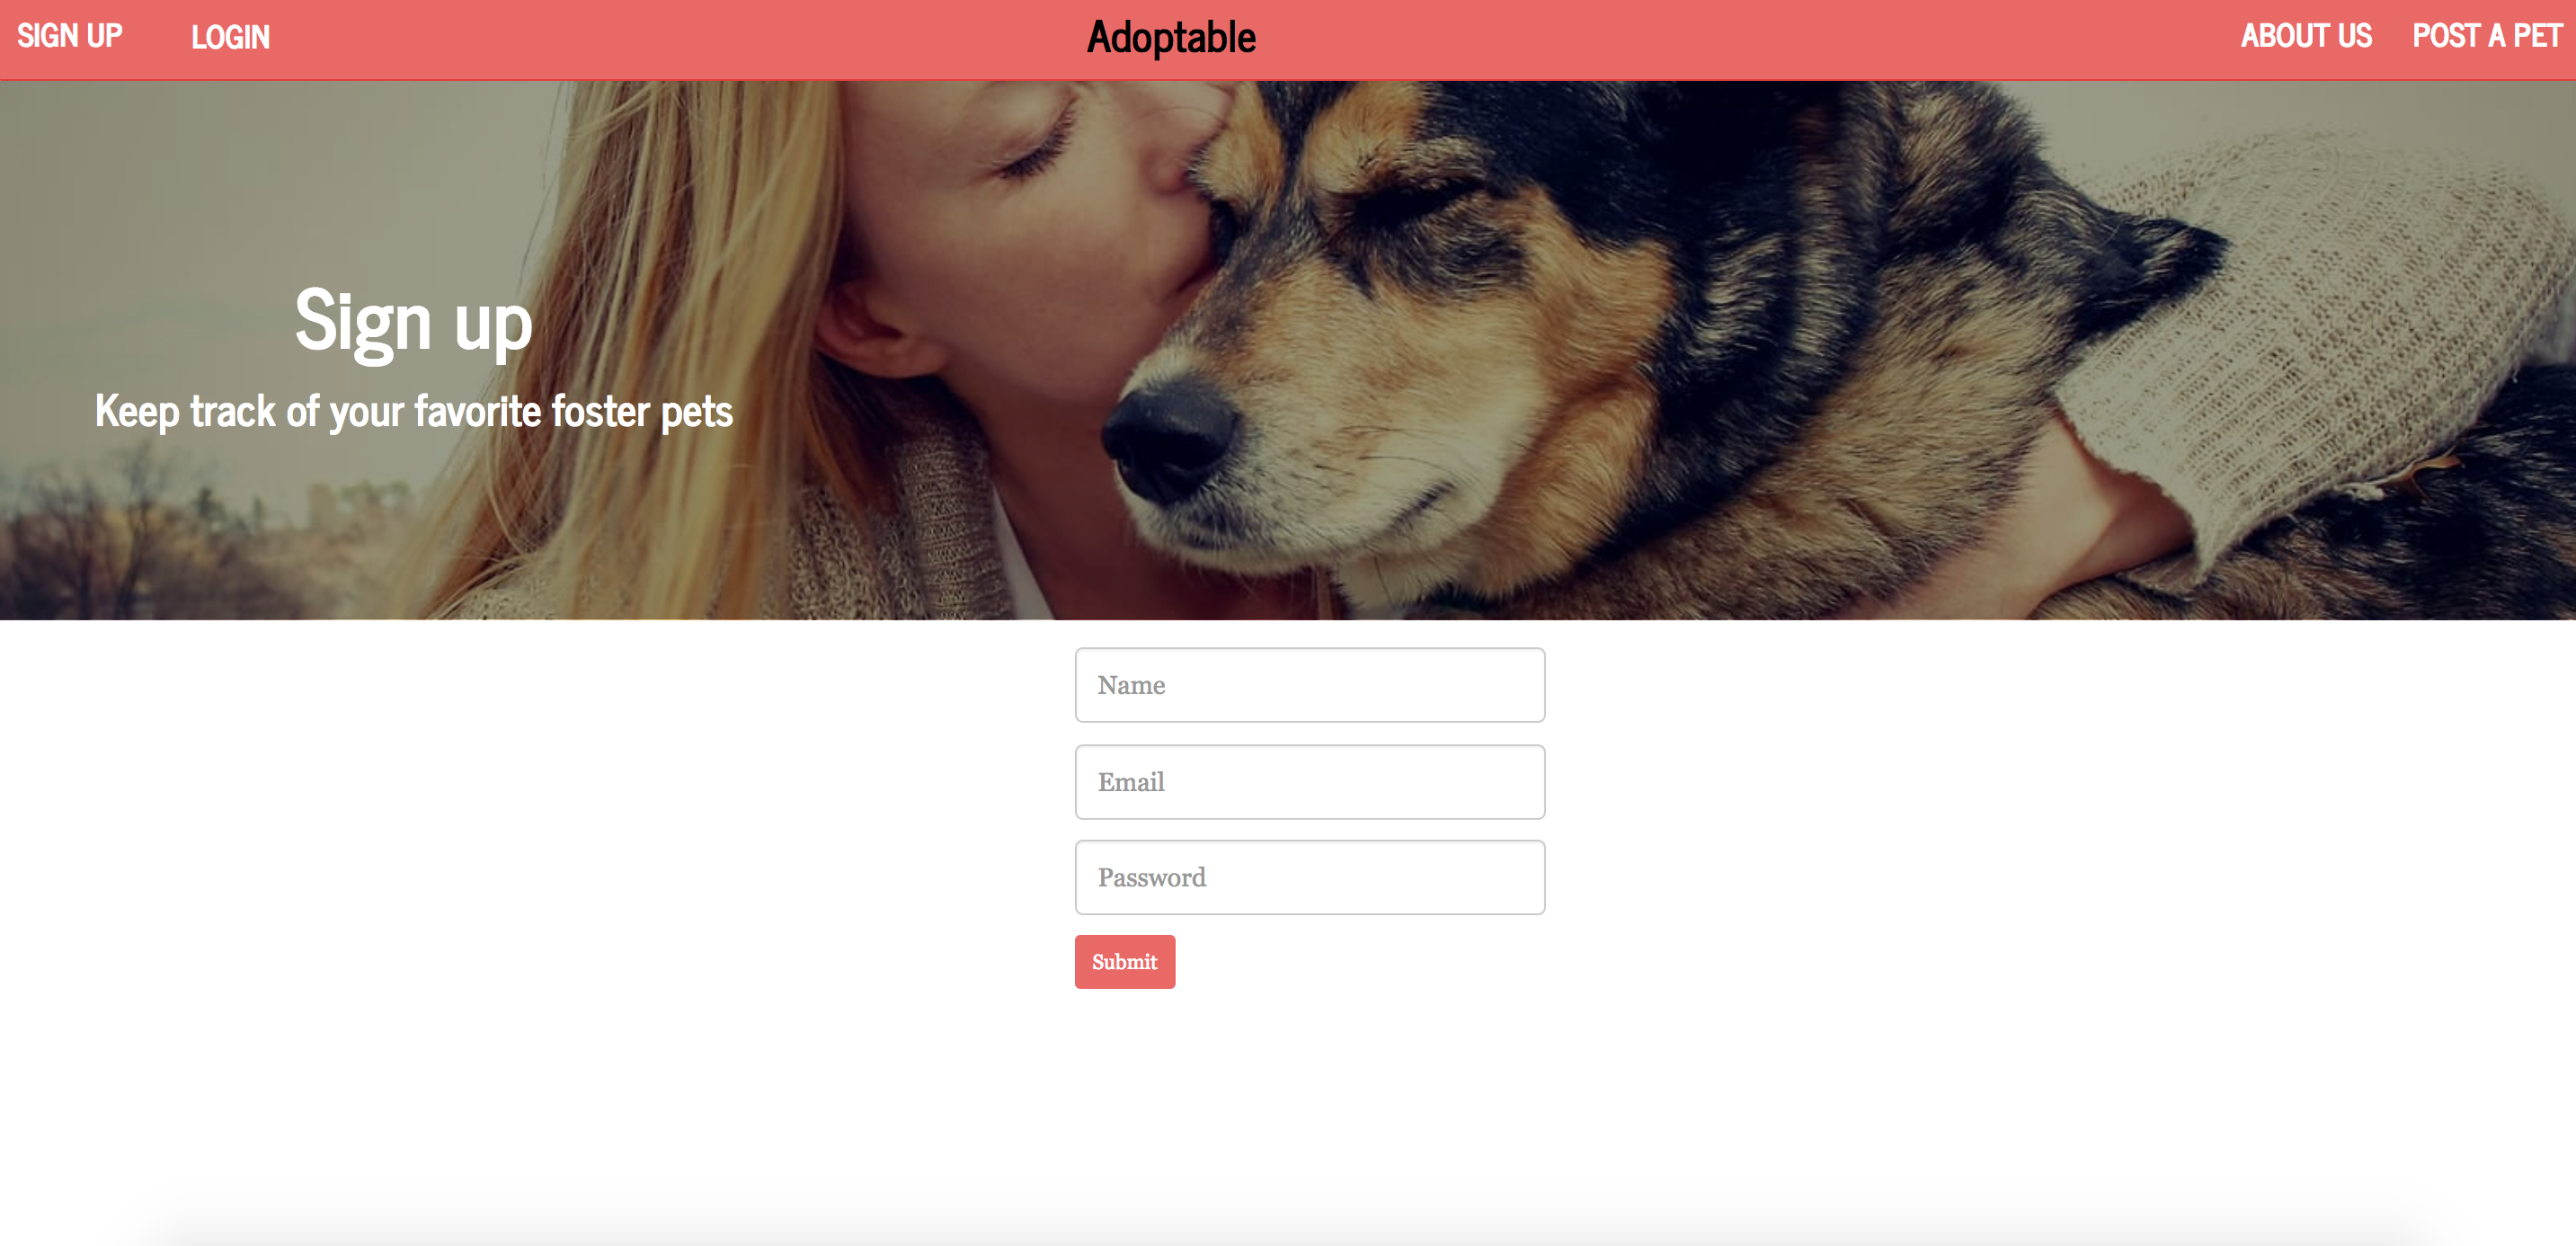 SIGN UP LOGIN Adoptable ABOUT US POST A PET
Sign up
Keep track of your favorite foster pets
Name
Email
Password
Submit